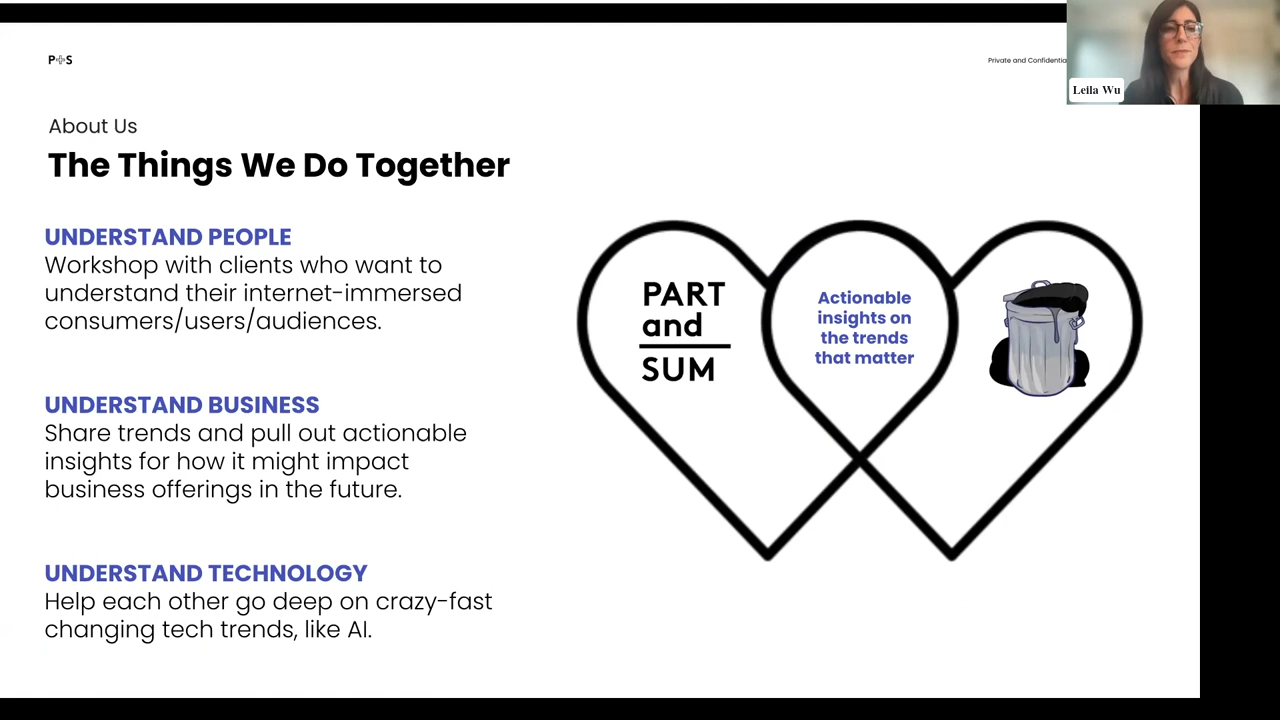 P+S
Private and Confidentia
Leila Wu
About Us
The Things We Do Together
UNDERSTAND PEOPLE
Workshop with clients who want to
understand their internet-immersed
consumers/users/audiences.
UNDERSTAND BUSINESS
Share trends and pull out actionable
insights for how it might impact
business offerings in the future.
UNDERSTAND TECHNOLOGY
Help each other go deep on crazy-fast
changing tech trends, like AI.
PART
and
SUM
Actionable
insights on
the trends
that matter